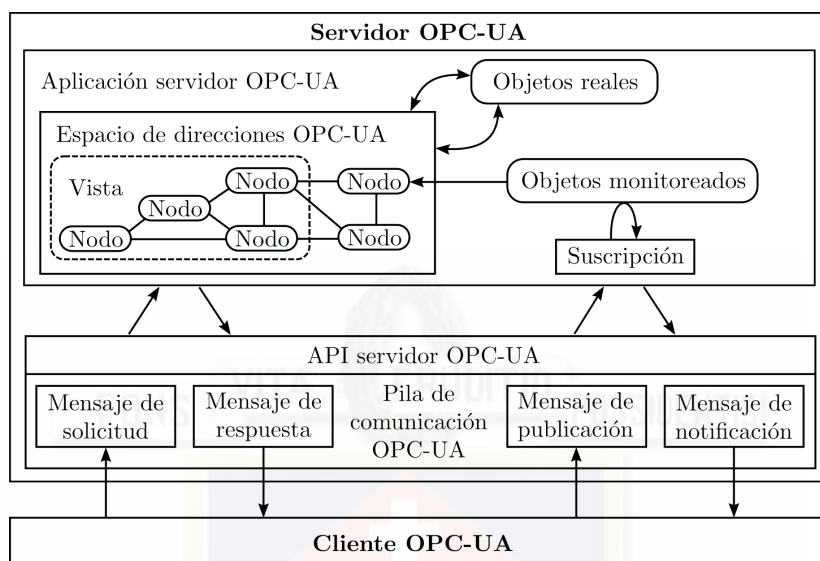 Servidor OPC-UA
Aplicación servidor OPC-UA
Objetos reales
Espacio de direcciones OPC-UA
Vista
Nodo
Nodo
Nodo
Nodo
Nodo
Nodo
Objetos monitoreados
Suscripción
API servidor OPC-UA
Mensaje de
solicitud
Mensaje de
respuesta
Pila de
comunicación
OPC-UA
Mensaje de
publicación
Mensaje de
notificación
Cliente OPC-UA